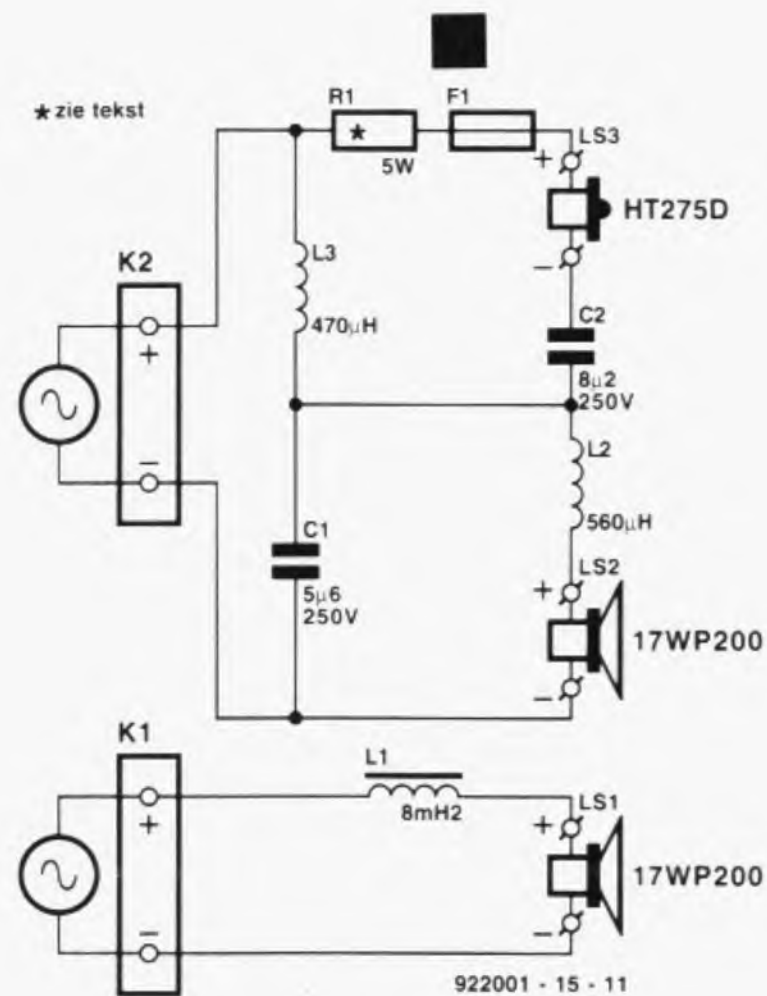 * zie tekst
R1
*
5W
F1
LS3
+
HT275D
−
L3
470µH
K2
+
−
C2
8µ2
250V
L2
560µH
C1
5µ6
250V
LS2
+
17WP200
−
K1
+
−
L1
8mH2
LS1
+
17WP200
−
922001 - 15 - 11